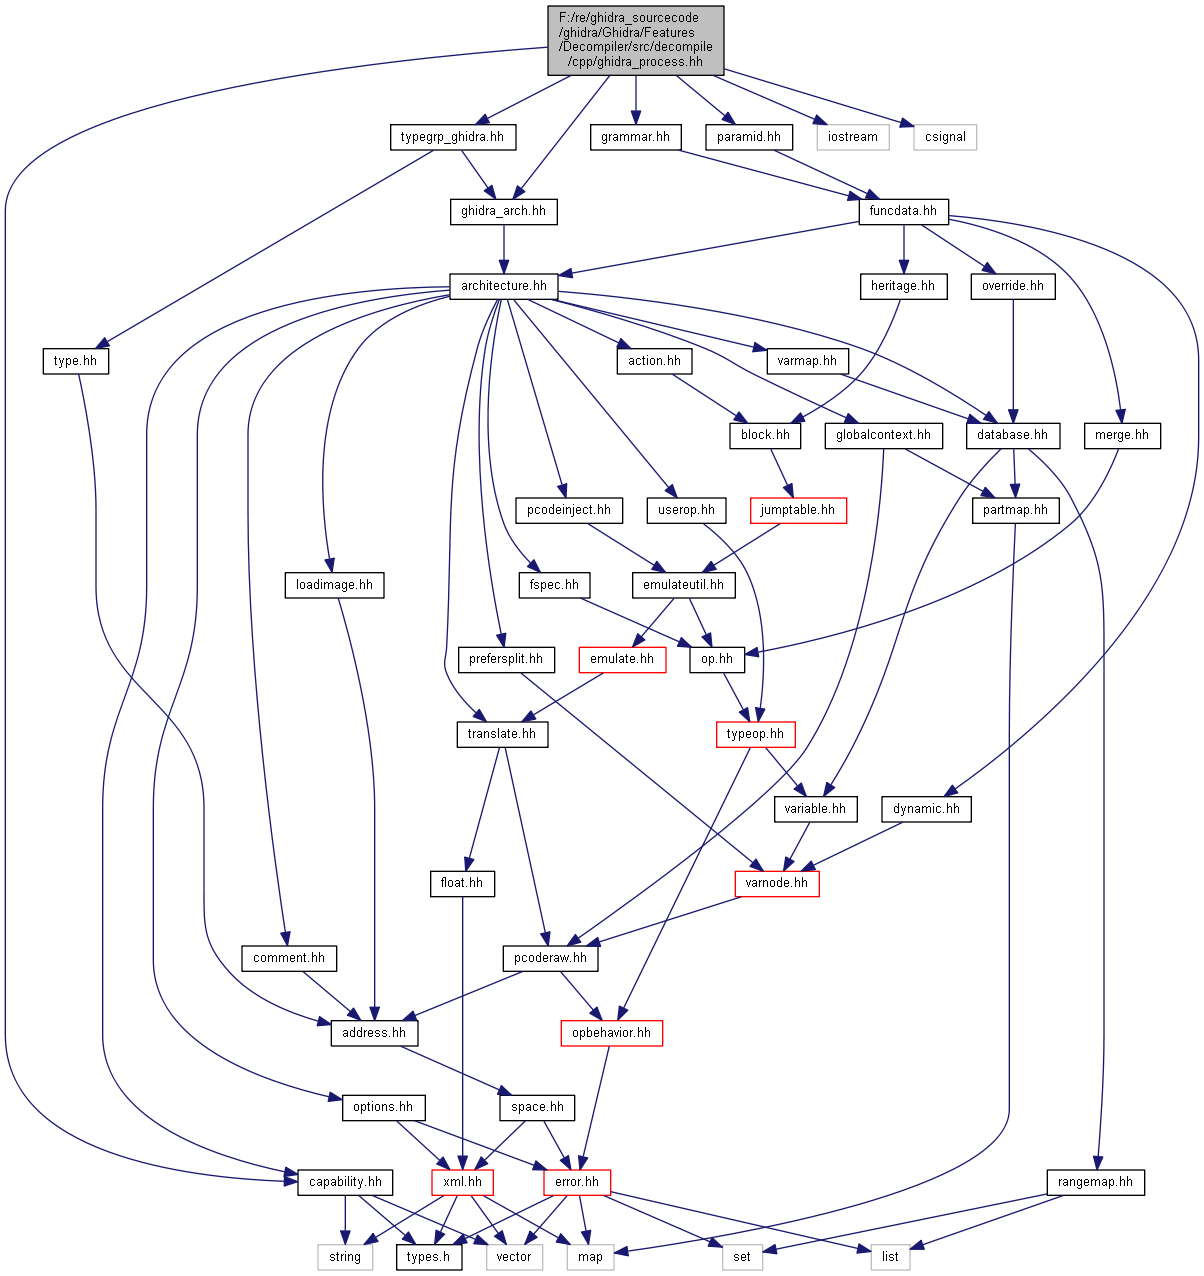 F:/re/ghidra_sourcecode
/ghidra/Ghidra/Features
/Decompiler/src/decompile
/cpp/ghidra_process.hh
typegrp_ghidra.hh
grammar.hh
paramid.hh
iostream
csignal
ghidra_arch.hh
funcdata.hh
architecture.hh
heritage.hh
override.hh
type.hh
action.hh
varmap.hh
block.hh
globalcontext.hh
database.hh
merge.hh
pcodeinject.hh
userop.hh
jumptable.hh
partmap.hh
loadimage.hh
fspec.hh
emulateutil.hh
prefersplit.hh
emulate.hh
op.hh
translate.hh
typeop.hh
variable.hh
dynamic.hh
float.hh
varnode.hh
comment.hh
pcoderaw.hh
address.hh
opbehavior.hh
options.hh
space.hh
capability.hh
xml.hh
error.hh
rangemap.hh
string
types.h
vector
map
set
list